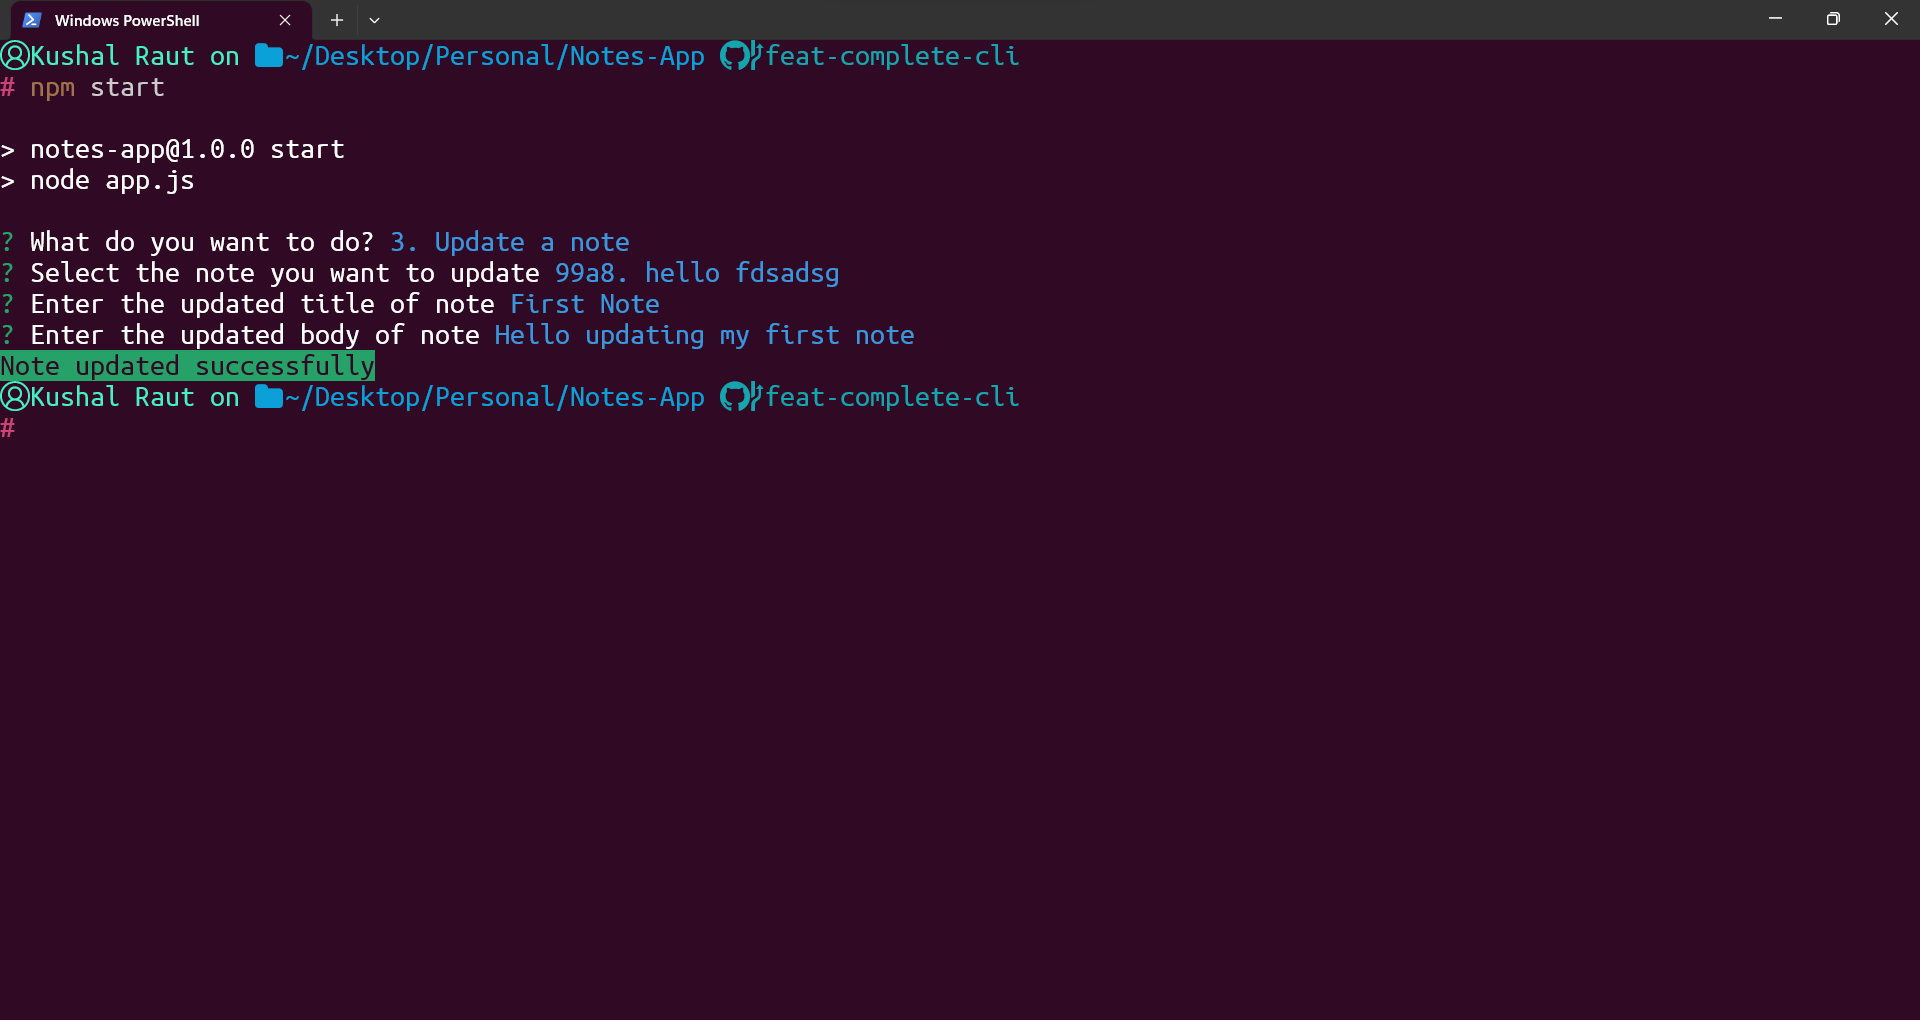 Windows PowerShell
Kushal Raut on ~/Desktop/Personal/Notes-App feat-complete-cli
# npm start
> notes-app@1.0.0 start
> node app.js
? What do you want to do? 3. Update a note
? Select the note you want to update 99a8. hello fdsadsg
? Enter the updated title of note First Note
? Enter the updated body of note Hello updating my first note
Note updated successfully
Kushal Raut on ~/Desktop/Personal/Notes-App feat-complete-cli
#